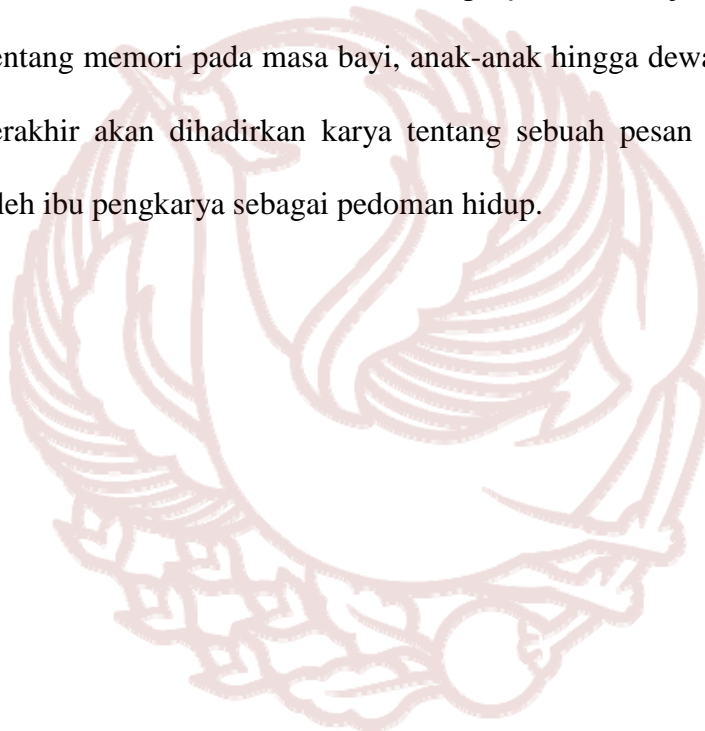 entang memori pada masa bayi, anak-anak hingga dewa
erakhir akan dihadirkan karya tentang sebuah pesan
leh ibu pengkarya sebagai pedoman hidup.